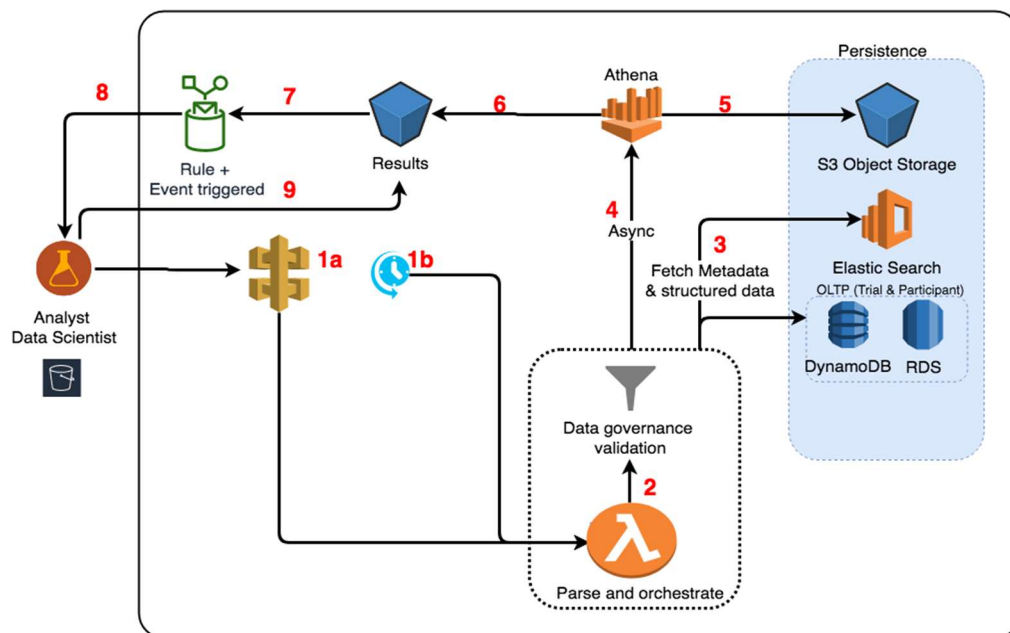 Persistence
Athena
8
7
6
5
Rule +
Event triggered
Results
S3 Object Storage
9
4
Async
3
1a
1b
Fetch Metadata
& structured data
Elastic Search
OLTP (Trial & Participant)
Analyst
Data Scientist
DynamoDB
RDS
Data governance
validation
2
λ
Parse and orchestrate